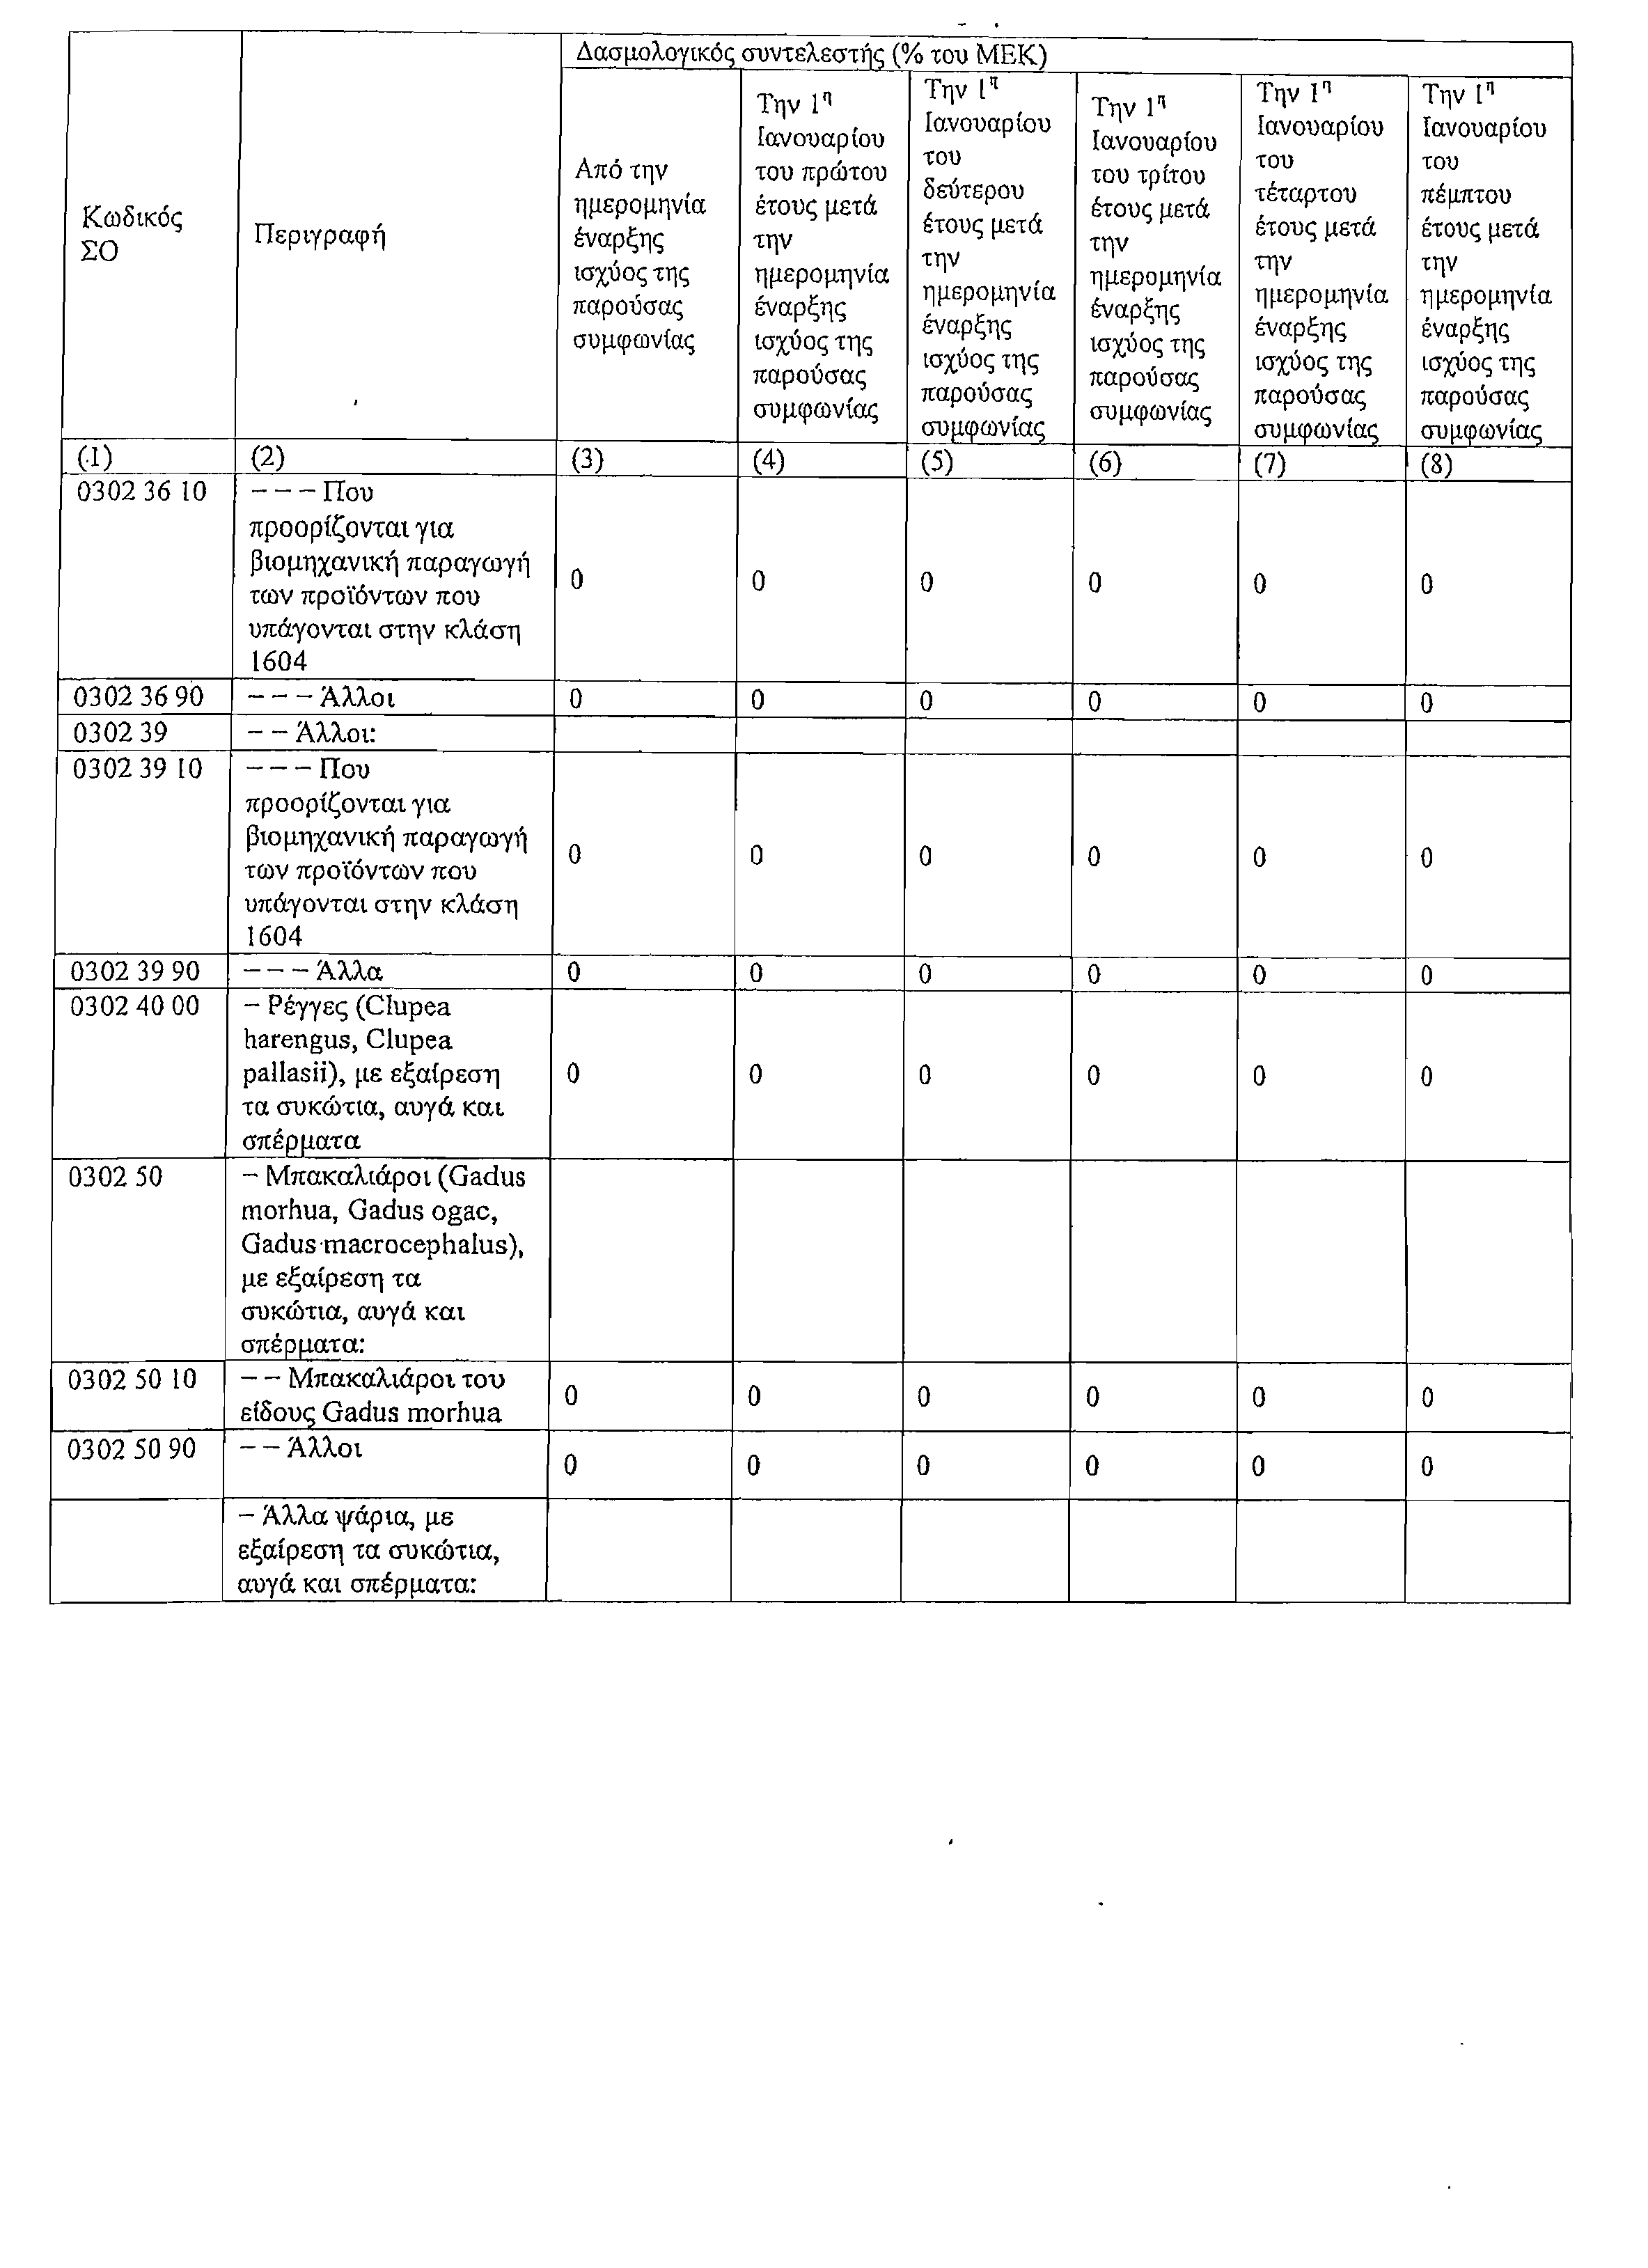 Δασμολογικός συντελεστής (% του ΜΕΚ)
Κωδικός
ΣΟ
Περιγραφή
Από την
ημερομηνία
έναρξης
ισχύος της
παρούσας
συμφωνίας
Την 1η
Ιανουαρίου
του πρώτου
έτους μετά
την
ημερομηνία
έναρξης
ισχύος της
παρούσας
συμφωνίας
Την 1η
Ιανουαρίου
του
δεύτερου
έτους μετά
την
ημερομηνία
έναρξης
ισχύος της
παρούσας
συμφωνίας
Την 1η
Ιανουαρίου
του τρίτου
έτους μετά
την
ημερομηνία
έναρξης
ισχύος της
παρούσας
συμφωνίας
Την 1η
Ιανουαρίου
του
τέταρτου
έτους μετά
την
ημερομηνία
έναρξης
ισχύος της
παρούσας
συμφωνίας
Την 1η
Ιανουαρίου
του
πέμπτου
έτους μετά
την
ημερομηνία
έναρξης
ισχύος της
παρούσας
συμφωνίας
(1) (2) (3) (4) (5) (6) (7) (8)
0302 36 10 – – – Που
προορίζονται για
βιομηχανική παραγωγή
των προϊόντων που
υπάγονται στην κλάση
1604
0 0 0 0 0 0
0302 36 90 – – – Άλλοι 0 0 0 0 0 0
0302 39 – – Άλλοι:
0302 39 10 – – – Που
προορίζονται για
βιομηχανική παραγωγή
των προϊόντων που
υπάγονται στην κλάση
1604
0 0 0 0 0 0
0302 39 90 – – – Άλλα 0 0 0 0 0 0
0302 40 00 – Ρέγγες (Clupea
harengus, Clupea
pallasii), με εξαίρεση
τα συκώτια, αυγά και
σπέρματα
0 0 0 0 0 0
0302 50 – Μπακαλιάροι (Gadus
morhua, Gadus ogac,
Gadus macrocephalus),
με εξαίρεση τα
συκώτια, αυγά και
σπέρματα:
0302 50 10 – – Μπακαλιάροι του
είδους Gadus morhua
0 0 0 0 0 0
0302 50 90 – – Άλλοι
0 0 0 0 0 0
– Άλλα ψάρια, με
εξαίρεση τα συκώτια,
αυγά και σπέρματα: